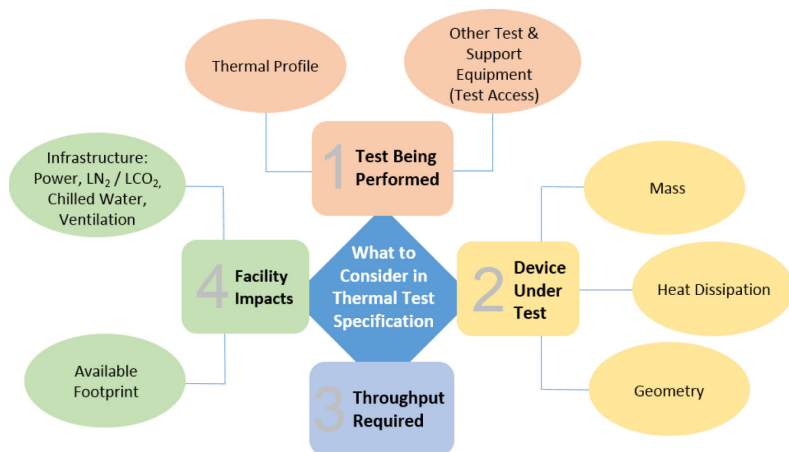 Thermal Profile
Other Test &
Support
Equipment
(Test Access)
1
Test Being
Performed
Infrastructure:
Power, LN₂ / LCO₂,
Chilled Water,
Ventilation
Mass
What to
Consider in
Thermal Test
Specification
4
Facility
Impacts
2
Device
Under
Test
Heat Dissipation
Available
Footprint
3
Throughput
Required
Geometry